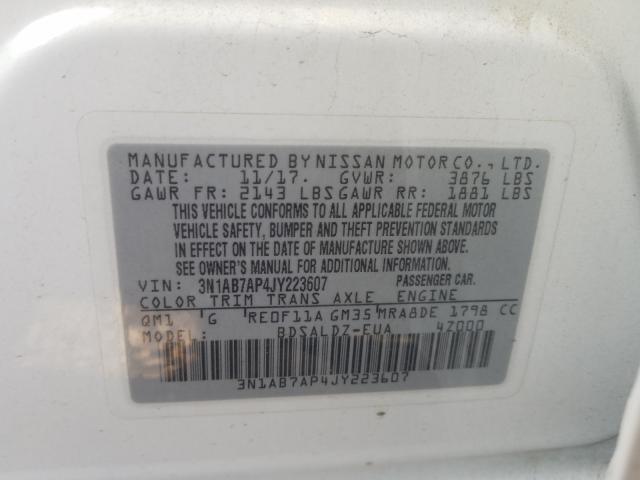 MANUFACTURED BY NISSAN MOTOR CO., LTD.
DATE: 11/17. GVWR: 3876 LBS
GAWR FR: 2143 LBS GAWR RR: 1881 LBS
THIS VEHICLE CONFORMS TO ALL APPLICABLE FEDERAL MOTOR
VEHICLE SAFETY, BUMPER AND THEFT PREVENTION STANDARDS
IN EFFECT ON THE DATE OF MANUFACTURE SHOWN ABOVE.
SEE OWNER'S MANUAL FOR ADDITIONAL INFORMATION.
VIN: 3N1AB7AP4JY223607 PASSENGER CAR.
COLOR TRIM TRANS AXLE ENGINE
QM1 G RE0F11A GM35 MRA8DE 1798 CC
MODEL: BDSALDZ-EUA 4Z000
3N1AB7AP4JY223607